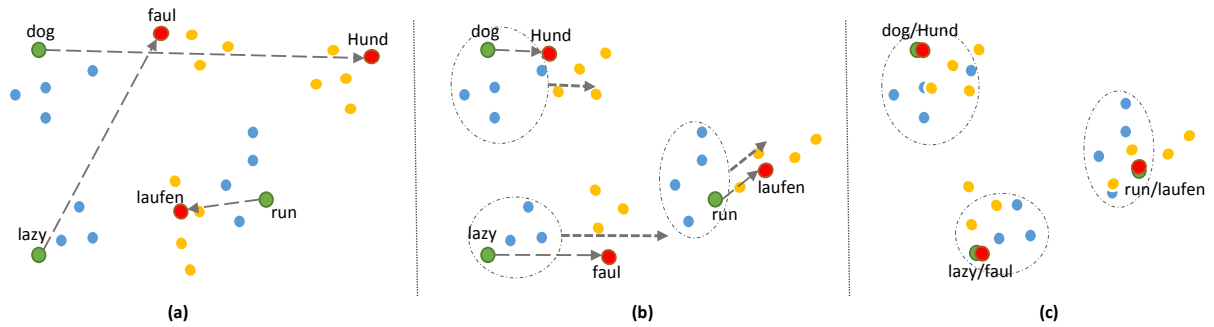 dog
faul
Hund
laufen
run
lazy
(a)
dog
Hund
laufen
run
lazy
faul
(b)
dog/Hund
run/laufen
lazy/faul
(c)